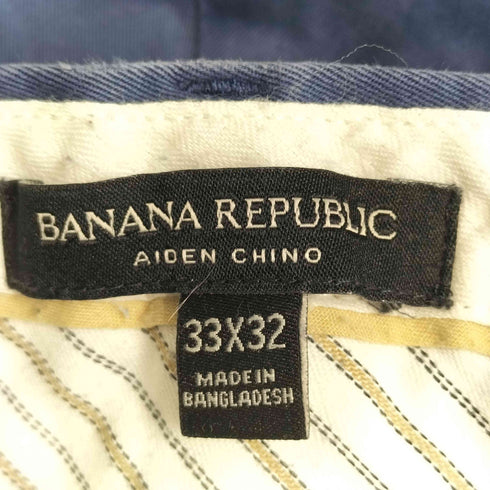 BANANA REPUBLIC
AIDEN CHINO
33X32
MADE IN
BANGLADESH